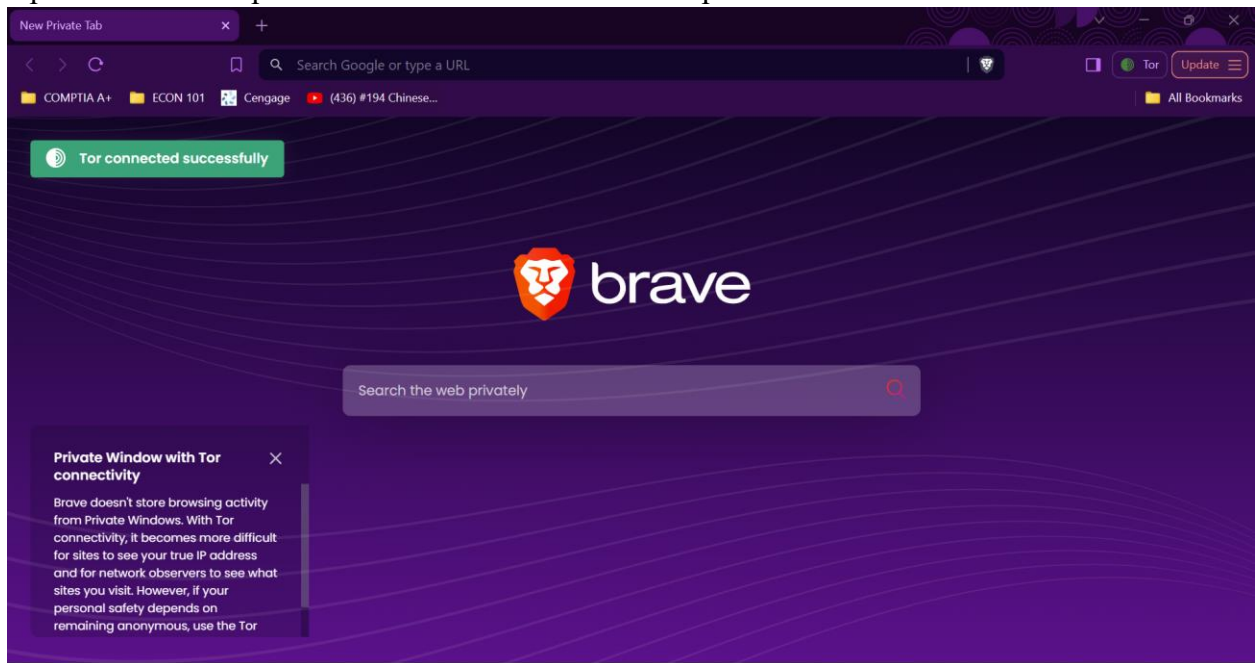 New Private Tab
Search Google or type a URL
Tor
Update
COMPTIA A+
ECON 101
Cengage
(436) #194 Chinese...
All Bookmarks
Tor connected successfully
brave
Search the web privately
Private Window with Tor
connectivity
Brave doesn't store browsing activity
from Private Windows. With Tor
connectivity, it becomes more difficult
for sites to see your true IP address
and for network observers to see what
sites you visit. However, if your
personal safety depends on
remaining anonymous, use the Tor